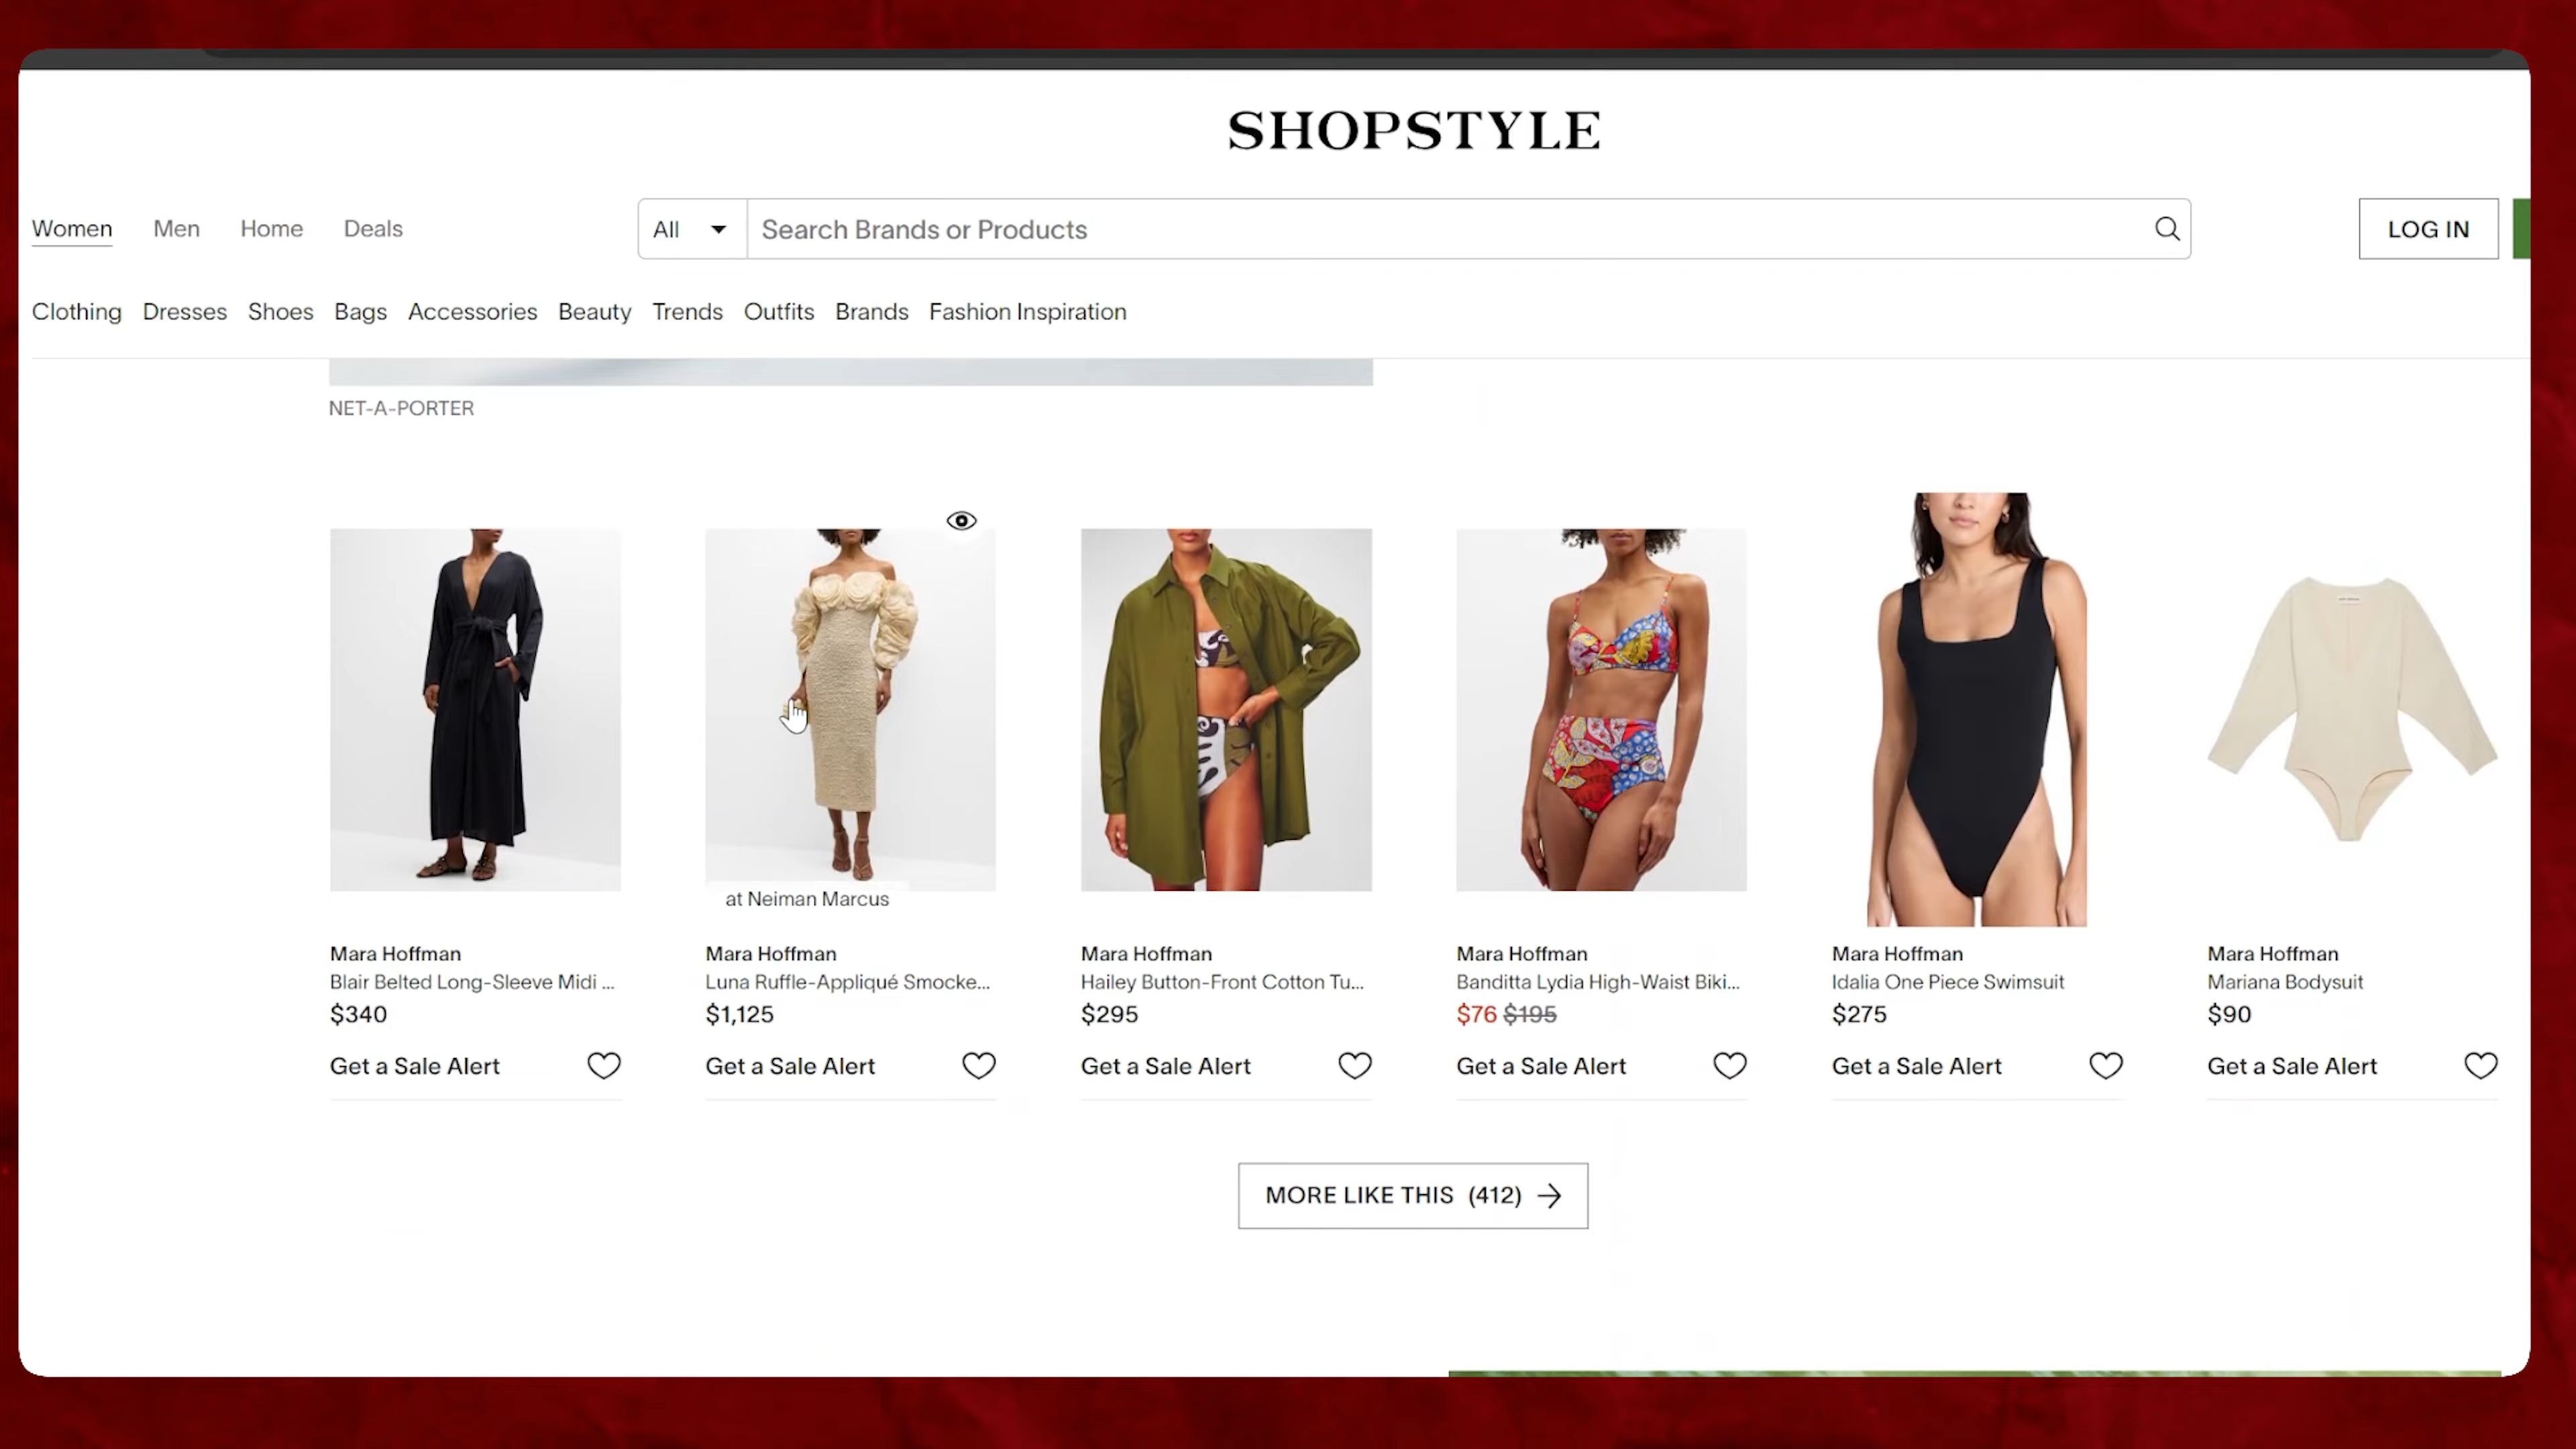 SHOPSTYLE
Women Men Home Deals
All Search Brands or Products
LOG IN
Clothing Dresses Shoes Bags Accessories Beauty Trends Outfits Brands Fashion Inspiration
NET-A-PORTER
at Neiman Marcus
Mara Hoffman
Blair Belted Long-Sleeve Midi ...
$340
Get a Sale Alert
Mara Hoffman
Luna Ruffle-Appliqué Smocke...
$1,125
Get a Sale Alert
Mara Hoffman
Hailey Button-Front Cotton Tu...
$295
Get a Sale Alert
Mara Hoffman
Banditta Lydia High-Waist Biki...
$76 $195
Get a Sale Alert
Mara Hoffman
Idalia One Piece Swimsuit
$275
Get a Sale Alert
Mara Hoffman
Mariana Bodysuit
$90
Get a Sale Alert
MORE LIKE THIS (412)